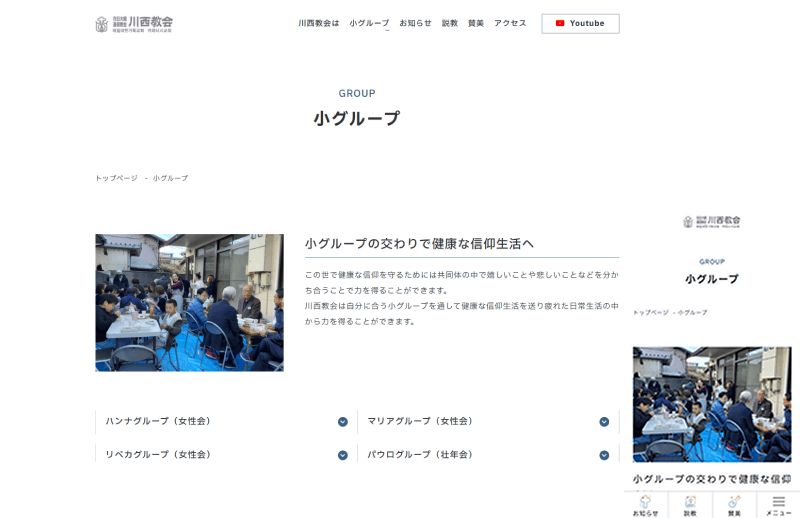 川西教会
川西教会は 小グループ お知らせ 説教 賛美 アクセス Youtube
GROUP
小グループ
トップページ - 小グループ
小グループの交わりで健康な信仰生活へ
この世で健康な信仰を守るためには共同体の中で嬉しいことや悲しいことなどを分か
ち合うことで力を得ることができます。
川西教会は自分に合う小グループを通して健康な信仰生活を送り疲れた日常生活の中
から力を得ることができます。
ハンナグループ（女性会）
マリアグループ（女性会）
リベカグループ（女性会）
パウログループ（壮年会）
川西教会
GROUP
小グループ
トップページ - 小グループ
小グループの交わりで健康な信仰
お知らせ 説教 賛美 メニュー